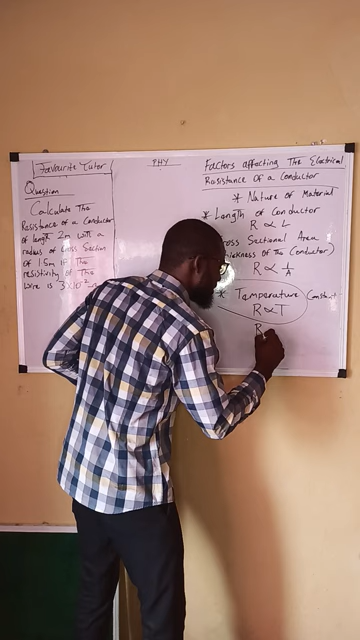 Favourite Tutor
Question
Calculate The
Resistance of a Conductor
of length 2m with a
radius of Cross Section
of 1.5m if The
resistivity of The
wire is 3×10
PHY
Factors affecting The Electrical
Resistance of a Conductor
* Nature of Material
* Length of Conductor
R ∝ L
Cross Sectional Area
thickness of the Conductor)
R ∝ 1/A
* Temperature (Constant
R ∝ T
R